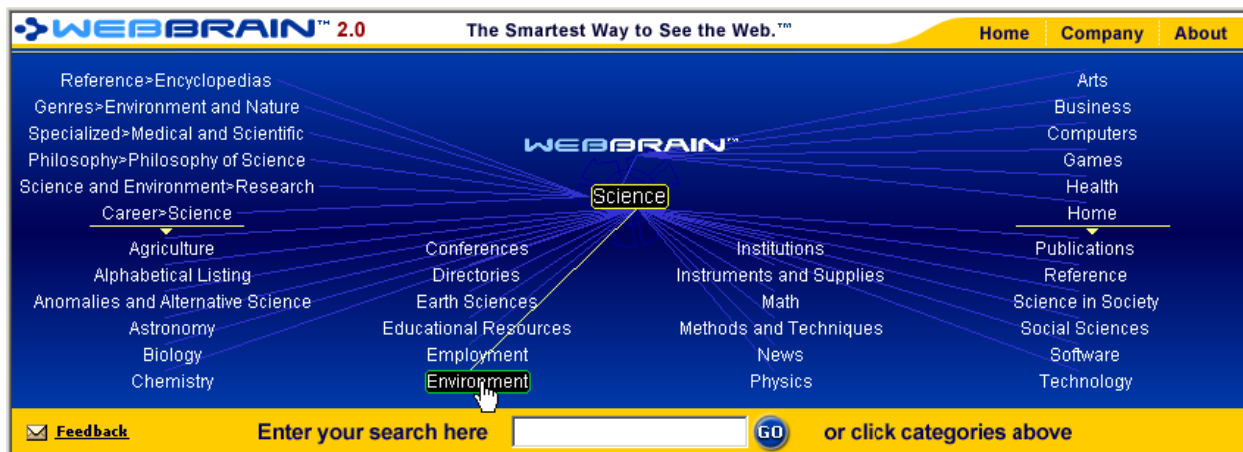 WEBBRAIN™ 2.0 The Smartest Way to See the Web.™ Home Company About
Reference>Encyclopedias Arts
Genres>Environment and Nature Business
Specialized>Medical and Scientific Computers
WEBBRAIN™
Philosophy>Philosophy of Science Games
Science and Environment>Research Health
Science
Career>Science Home
Agriculture Conferences Institutions Publications
Alphabetical Listing Directories Instruments and Supplies Reference
Anomalies and Alternative Science Earth Sciences Math Science in Society
Astronomy Educational Resources Methods and Techniques Social Sciences
Biology Employment News Software
Chemistry Environment Physics Technology
Feedback Enter your search here GO or click categories above